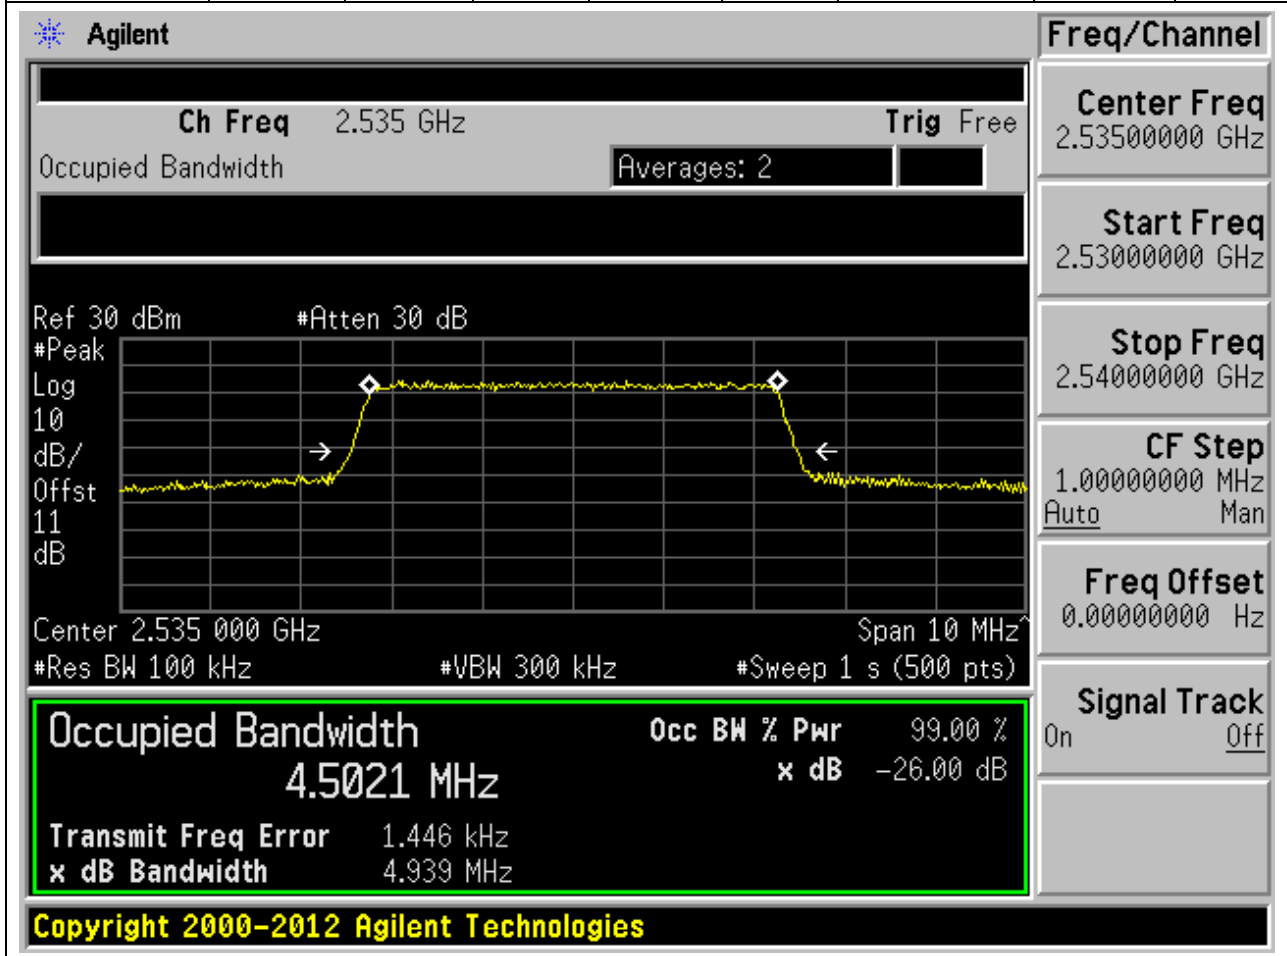 Agilent
Freq/Channel
Ch Freq 2.535 GHz Trig Free
Occupied Bandwidth Averages: 2
Center Freq
2.53500000 GHz
Start Freq
2.53000000 GHz
Stop Freq
2.54000000 GHz
CF Step
1.00000000 MHz
Auto Man
Freq Offset
0.00000000 Hz
Signal Track
On Off
Ref 30 dBm #Atten 30 dB
#Peak
Log
10
dB/
Offst
11
dB
Center 2.535 000 GHz Span 10 MHz^
#Res BW 100 kHz #VBW 300 kHz #Sweep 1 s (500 pts)
Occupied Bandwidth
4.5021 MHz
Occ BW % Pwr 99.00 %
x dB -26.00 dB
Transmit Freq Error 1.446 kHz
x dB Bandwidth 4.939 MHz
Copyright 2000-2012 Agilent Technologies